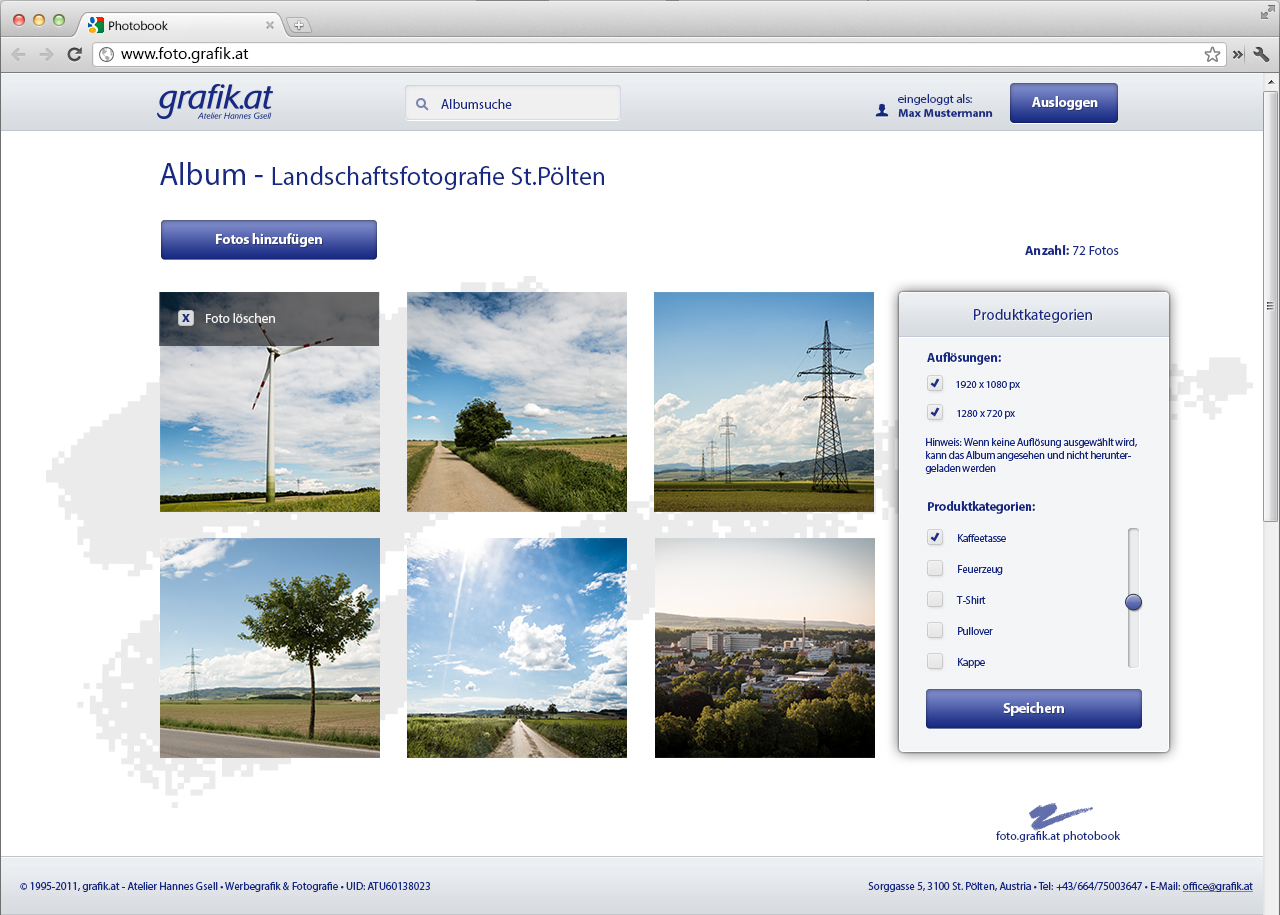 Photobook
www.foto.grafik.at
grafik.at
Atelier Hannes Gsell
Albumsuche
eingeloggt als:
Max Mustermann
Ausloggen
Album - Landschaftsfotografie St.Pölten
Fotos hinzufügen
Anzahl: 72 Fotos
X Foto löschen
Produktkategorien
Auflösungen:
1920 x 1080 px
1280 x 720 px
Hinweis: Wenn keine Auflösung ausgewählt wird,
kann das Album angesehen und nicht herunter-
geladen werden
Produktkategorien:
Kaffeetasse
Feuerzeug
T-Shirt
Pullover
Kappe
Speichern
foto.grafik.at photobook
© 1995-2011, grafik.at - Atelier Hannes Gsell • Werbegrafik & Fotografie • UID: ATU60138023
Sorggasse 5, 3100 St. Pölten, Austria • Tel: +43/664/75003647 • E-Mail: office@grafik.at